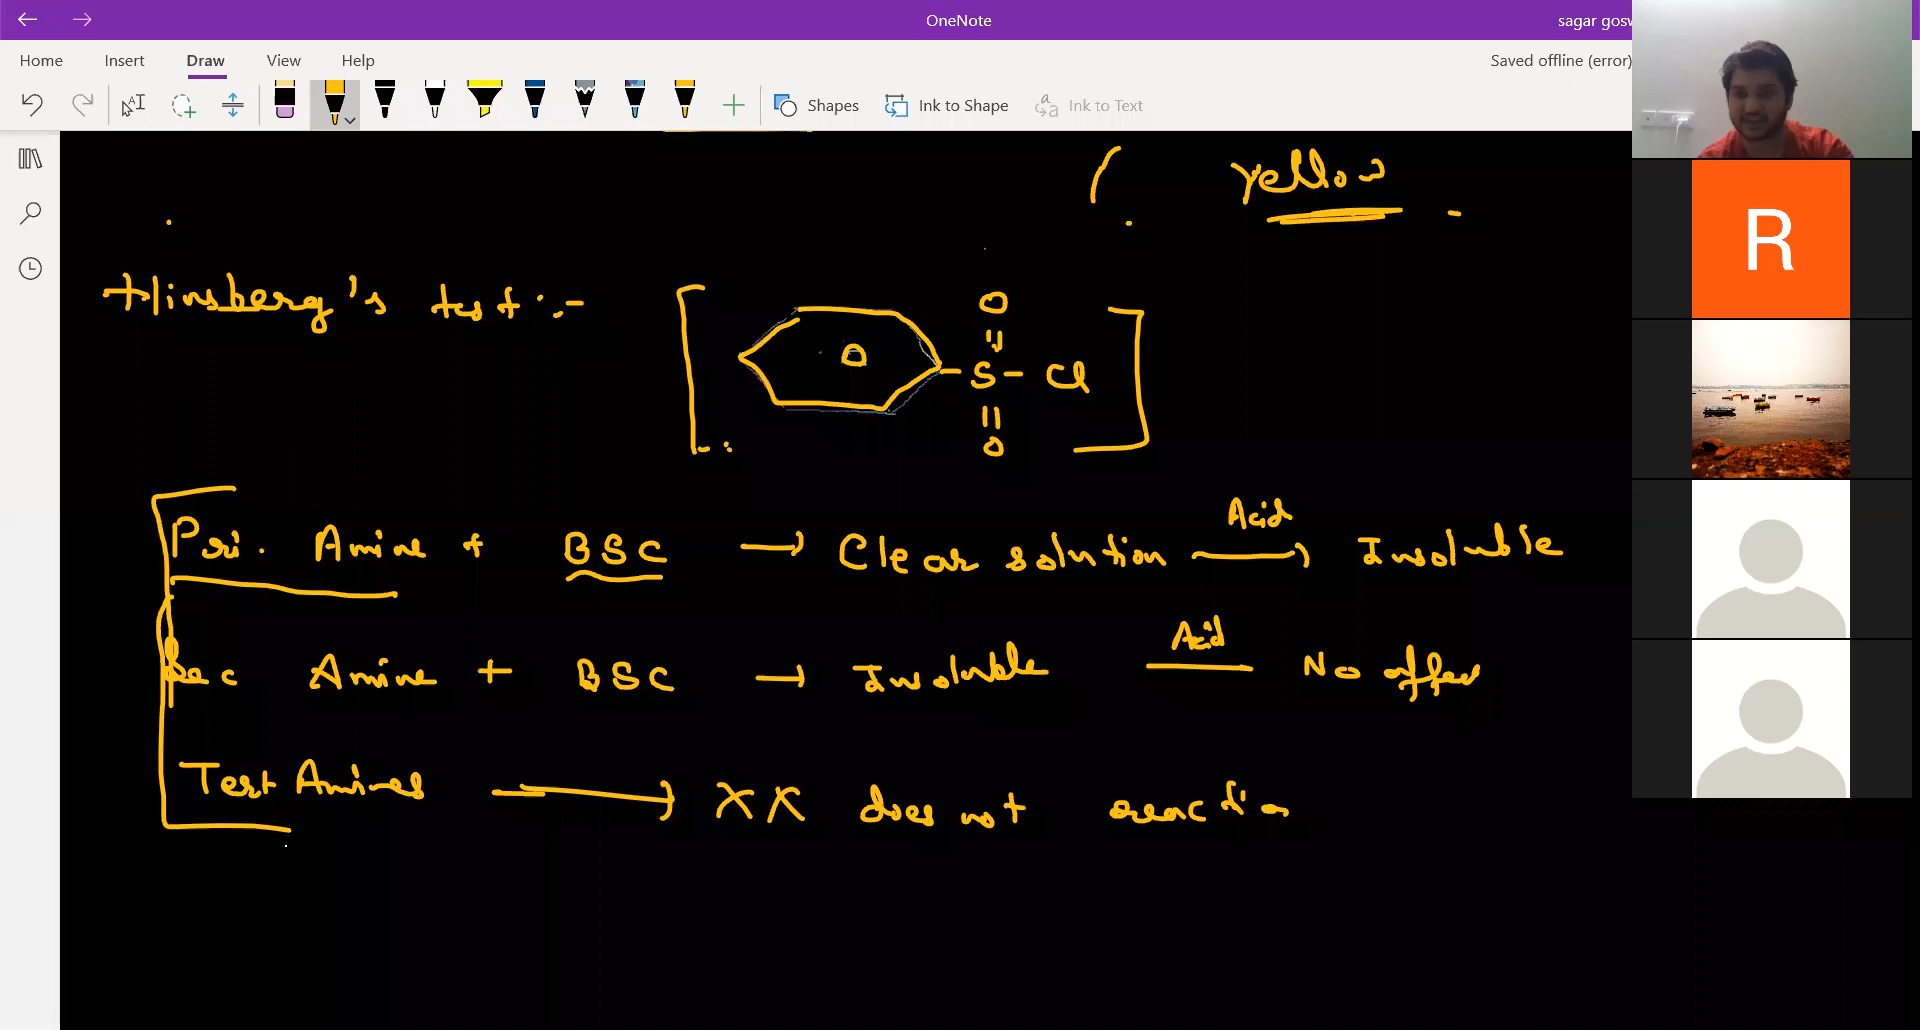 OneNote
sagar gosw
Home Insert Draw View Help
Saved offline (error)
Shapes Ink to Shape Ink to Text
yellow
Hinsberg's test :-
O
S - Cl
O
R
Acid
Pri. Amine + BSC → Clear solution → Insoluble
Acid
Sec Amine + BSC → Insoluble No effec
Tert Amines → XX does not reaction